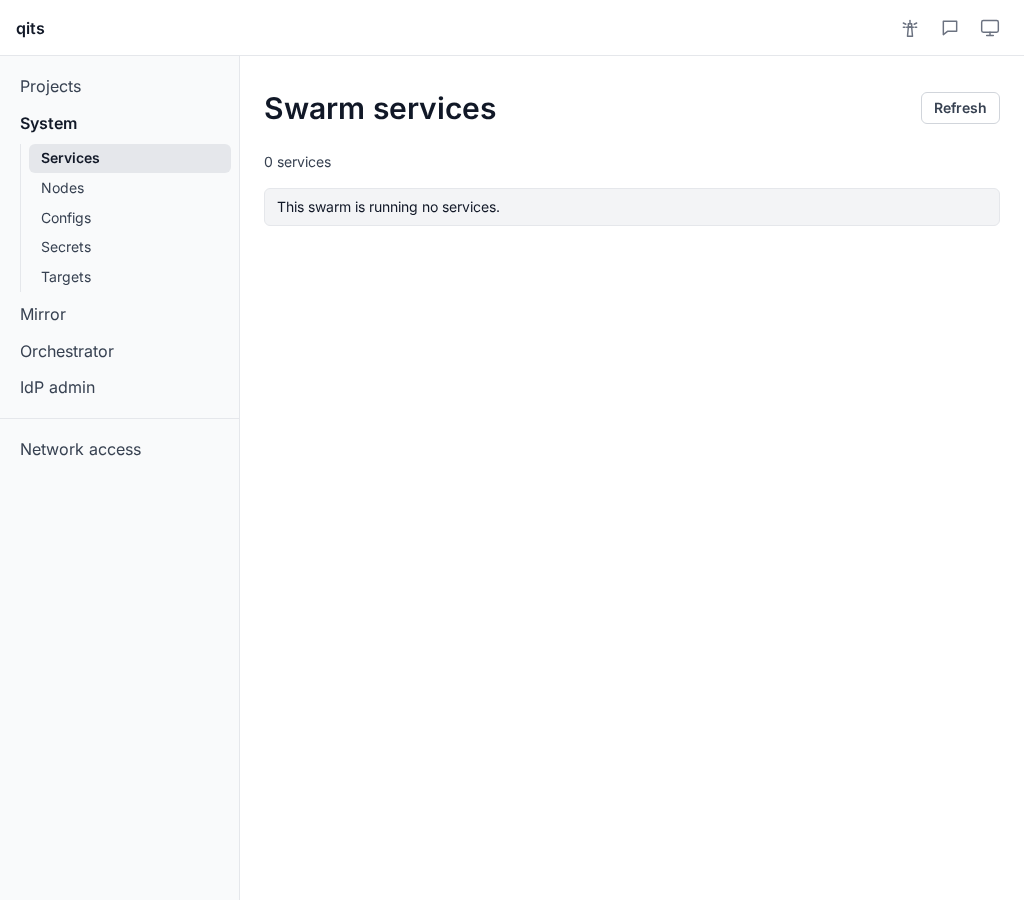 qits
Projects
System
Services
Nodes
Configs
Secrets
Targets
Mirror
Orchestrator
IdP admin
Network access
Swarm services
Refresh
0 services
This swarm is running no services.